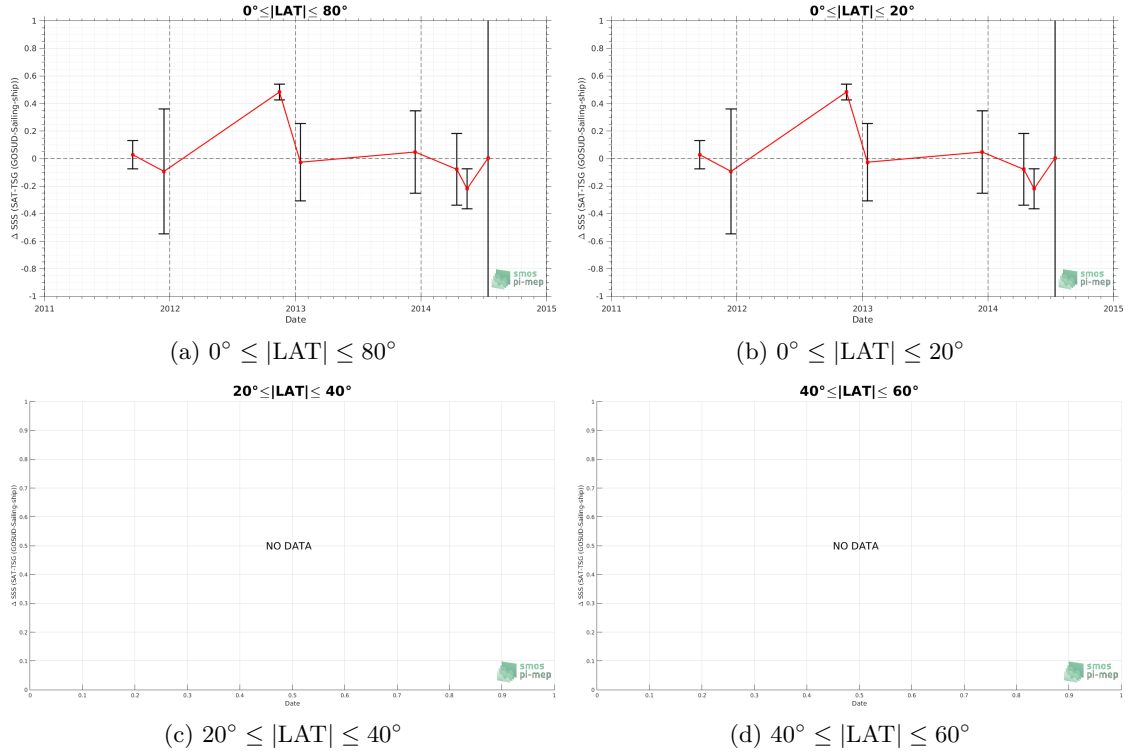 0°≤|LAT|≤ 80°
1
0.8
0.6
0.4
0.2
0
-0.2
-0.4
-0.6
-0.8
-1
Δ SSS (SAT-TSG (GOSUD-Sailing-ship))
2011 2012 2013 2014 2015
Date
smos
pi-mep
(a) 0° ≤ |LAT| ≤ 80°
0°≤|LAT|≤ 20°
1
0.8
0.6
0.4
0.2
0
-0.2
-0.4
-0.6
-0.8
-1
Δ SSS (SAT-TSG (GOSUD-Sailing-ship))
2011 2012 2013 2014 2015
Date
smos
pi-mep
(b) 0° ≤ |LAT| ≤ 20°
20°≤|LAT|≤ 40°
1
0.9
0.8
0.7
0.6
0.5
0.4
0.3
0.2
0.1
0
Δ SSS (SAT-TSG (GOSUD-Sailing-ship))
NO DATA
0 0.1 0.2 0.3 0.4 0.5 0.6 0.7 0.8 0.9 1
Date
smos
pi-mep
(c) 20° ≤ |LAT| ≤ 40°
40°≤|LAT|≤ 60°
1
0.9
0.8
0.7
0.6
0.5
0.4
0.3
0.2
0.1
0
Δ SSS (SAT-TSG (GOSUD-Sailing-ship))
NO DATA
0 0.1 0.2 0.3 0.4 0.5 0.6 0.7 0.8 0.9 1
Date
smos
pi-mep
(d) 40° ≤ |LAT| ≤ 60°